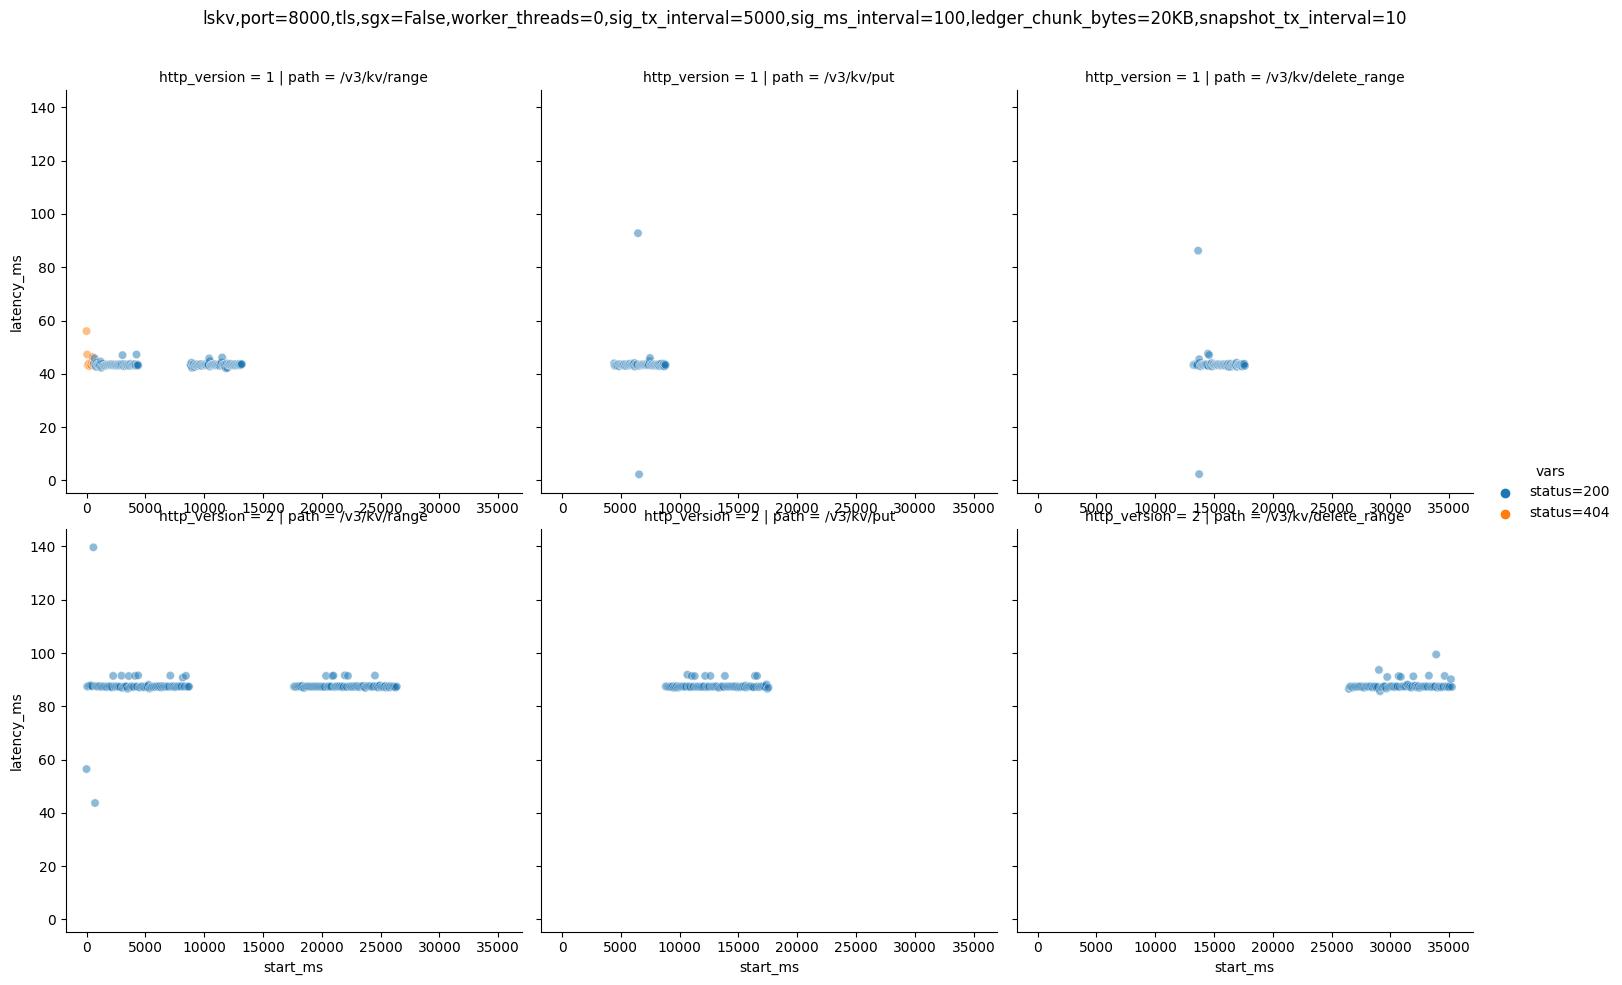 lskv,port=8000,tls,sgx=False,worker_threads=0,sig_tx_interval=5000,sig_ms_interval=100,ledger_chunk_bytes=20KB,snapshot_tx_interval=10
http_version = 1 | path = /v3/kv/range
http_version = 1 | path = /v3/kv/put
http_version = 1 | path = /v3/kv/delete_range
140
120
100
80
60
40
20
0
latency_ms
0 5000 10000 15000 20000 25000 30000 35000
0 5000 10000 15000 20000 25000 30000 35000
0 5000 10000 15000 20000 25000 30000 35000
vars
status=200
status=404
http_version = 2 | path = /v3/kv/range
http_version = 2 | path = /v3/kv/put
http_version = 2 | path = /v3/kv/delete_range
140
120
100
80
60
40
20
0
latency_ms
0 5000 10000 15000 20000 25000 30000 35000
0 5000 10000 15000 20000 25000 30000 35000
0 5000 10000 15000 20000 25000 30000 35000
start_ms
start_ms
start_ms